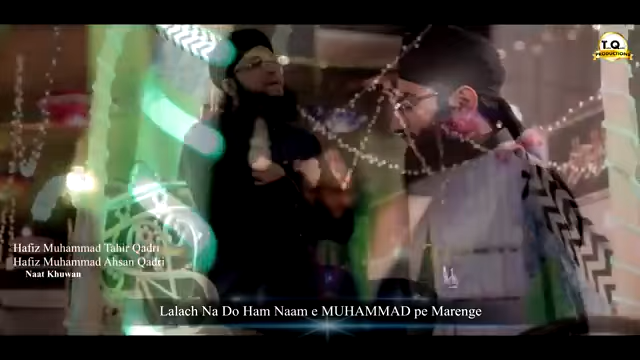 T.Q
PRODUCTIONS
Hafiz Muhammad Tahir Qadri
Hafiz Muhammad Ahsan Qadri
Naat Khuwan
Lalach Na Do Ham Naam e MUHAMMAD pe Marenge